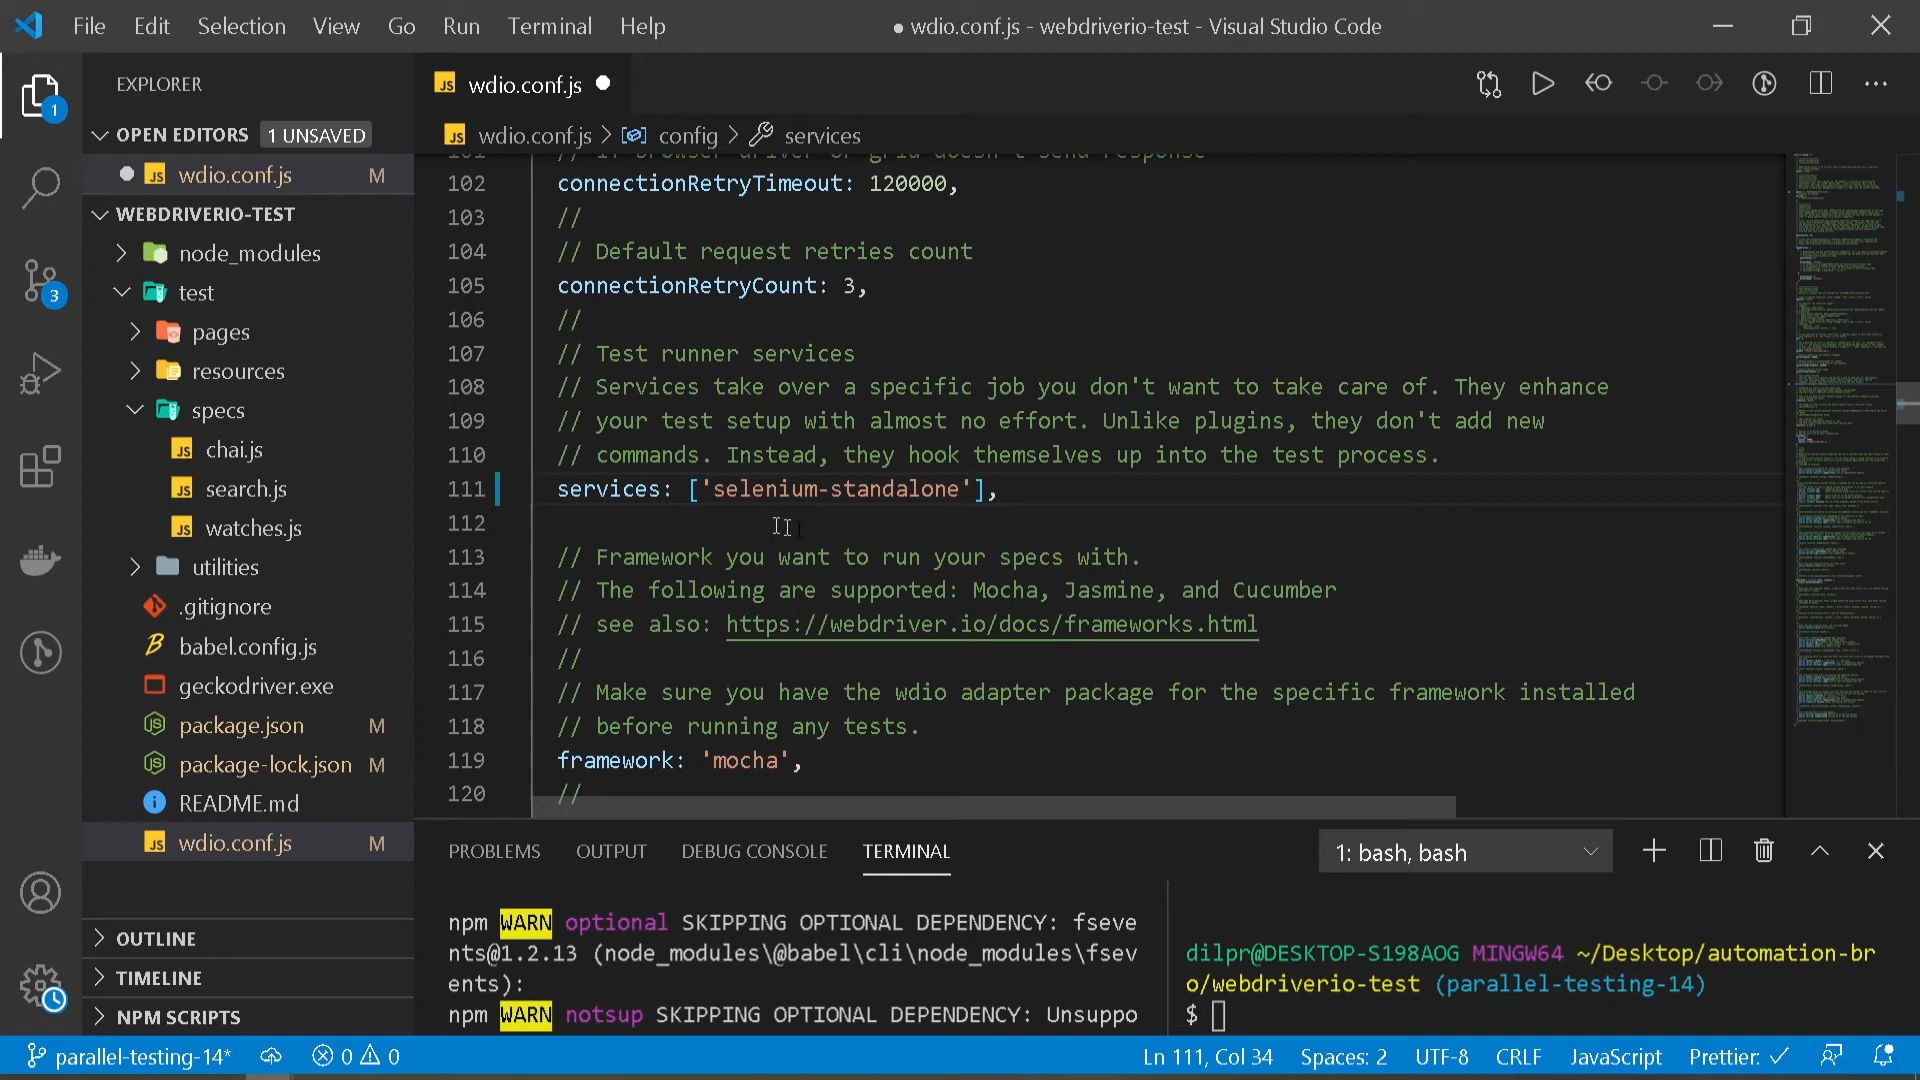 File Edit Selection View Go Run Terminal Help
● wdio.conf.js - webdriverio-test - Visual Studio Code
EXPLORER
OPEN EDITORS 1 UNSAVED
wdio.conf.js M
WEBDRIVERIO-TEST
node_modules
test
pages
resources
specs
chai.js
search.js
watches.js
utilities
.gitignore
babel.config.js
geckodriver.exe
package.json M
package-lock.json M
README.md
wdio.conf.js M
OUTLINE
TIMELINE
NPM SCRIPTS
1
3
wdio.conf.js
wdio.conf.js > config > services
101 // If browser driver or grid doesn't send response
102 connectionRetryTimeout: 120000,
103 //
104 // Default request retries count
105 connectionRetryCount: 3,
106 //
107 // Test runner services
108 // Services take over a specific job you don't want to take care of. They enhance
109 // your test setup with almost no effort. Unlike plugins, they don't add new
110 // commands. Instead, they hook themselves up into the test process.
111 services: ['selenium-standalone'],
112
113 // Framework you want to run your specs with.
114 // The following are supported: Mocha, Jasmine, and Cucumber
115 // see also: https://webdriver.io/docs/frameworks.html
116 //
117 // Make sure you have the wdio adapter package for the specific framework installed
118 // before running any tests.
119 framework: 'mocha',
120 //
PROBLEMS OUTPUT DEBUG CONSOLE TERMINAL
1: bash, bash
npm WARN optional SKIPPING OPTIONAL DEPENDENCY: fseve
nts@1.2.13 (node_modules\@babel\cli\node_modules\fsev
ents):
npm WARN notsup SKIPPING OPTIONAL DEPENDENCY: Unsuppo
dilpr@DESKTOP-S198AOG MINGW64 ~/Desktop/automation-br
o/webdriverio-test (parallel-testing-14)
$
parallel-testing-14* 0 0
Ln 111, Col 34 Spaces: 2 UTF-8 CRLF JavaScript Prettier: ✓